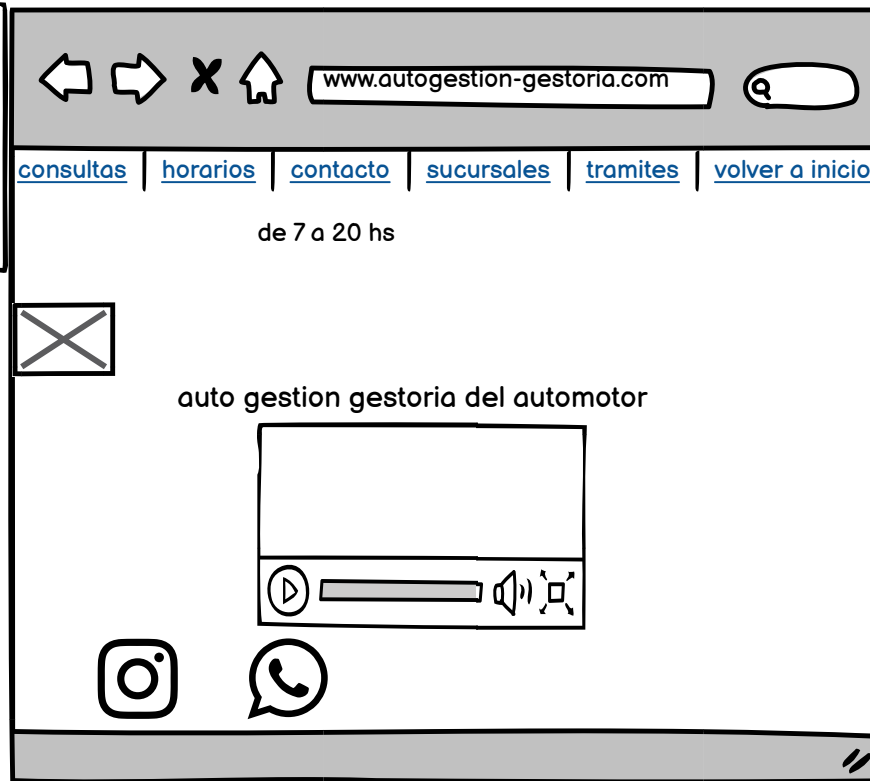 www.autogestion-gestoria.com
consultas horarios contacto sucursales tramites volver a inicio
de 7 a 20 hs
auto gestion gestoria del automotor